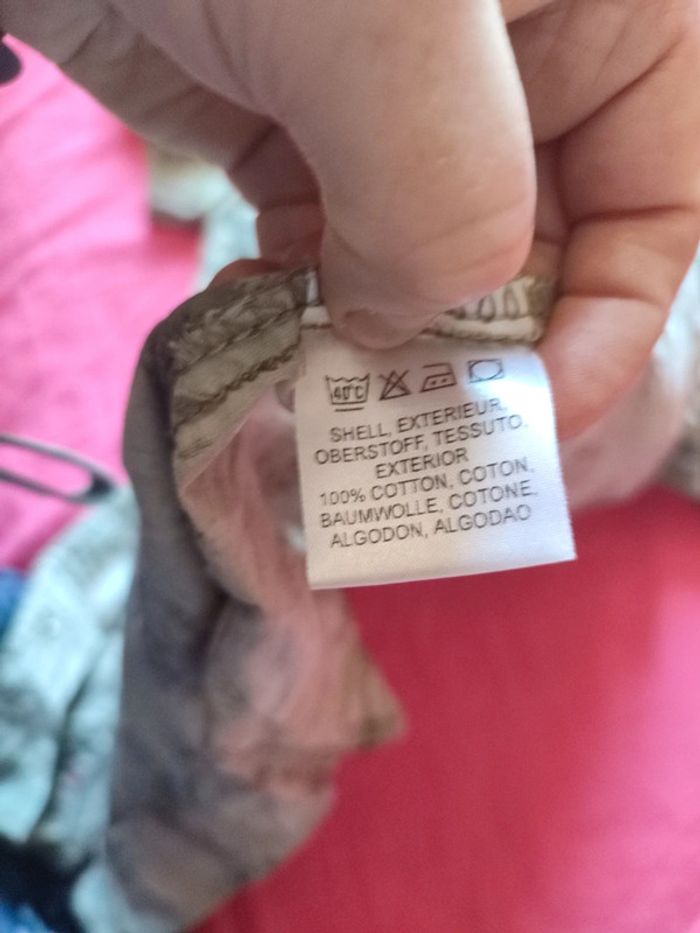 40°C
SHELL, EXTERIEUR,
OBERSTOFF, TESSUTO,
EXTERIOR
100% COTTON, COTON,
BAUMWOLLE, COTONE,
ALGODON, ALGODAO